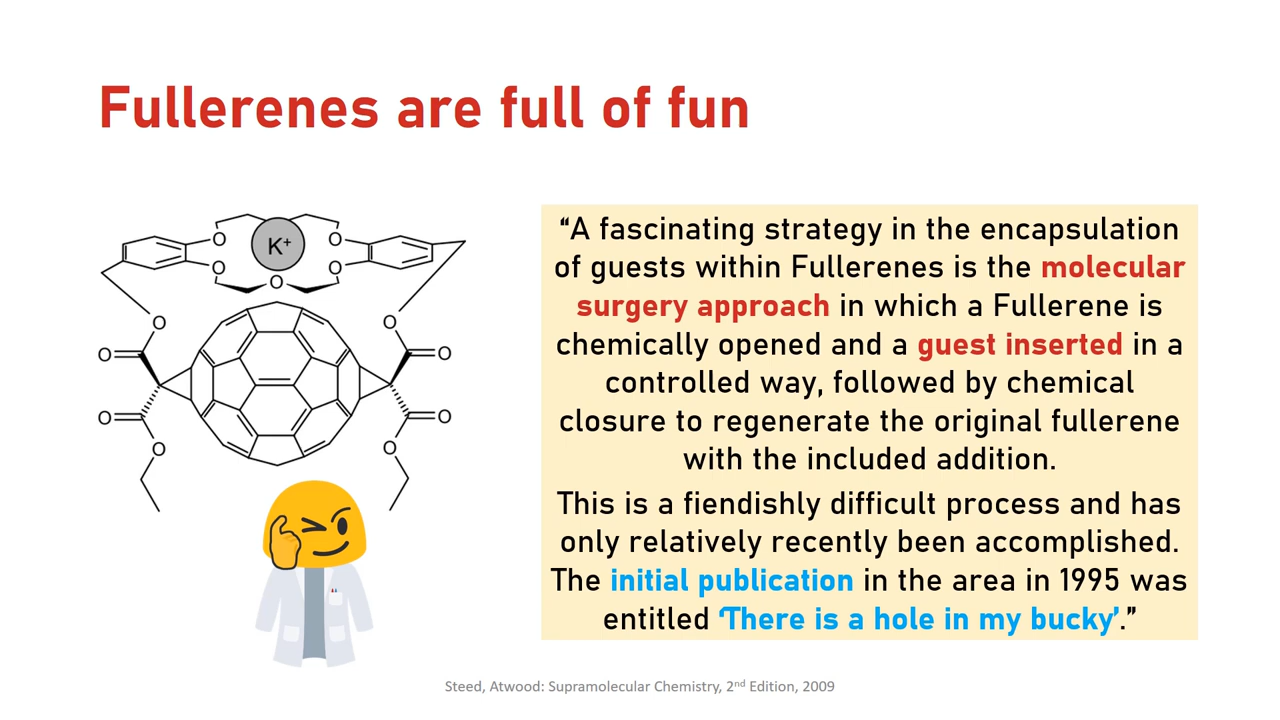 Fullerenes are full of fun
K⁺
O
O
O
O
O
O
O
O
O
O
O
O
O
“A fascinating strategy in the encapsulation
of guests within Fullerenes is the molecular
surgery approach in which a Fullerene is
chemically opened and a guest inserted in a
controlled way, followed by chemical
closure to regenerate the original fullerene
with the included addition.
This is a fiendishly difficult process and has
only relatively recently been accomplished.
The initial publication in the area in 1995 was
entitled ‘There is a hole in my bucky’.”
Steed, Atwood: Supramolecular Chemistry, 2nd Edition, 2009